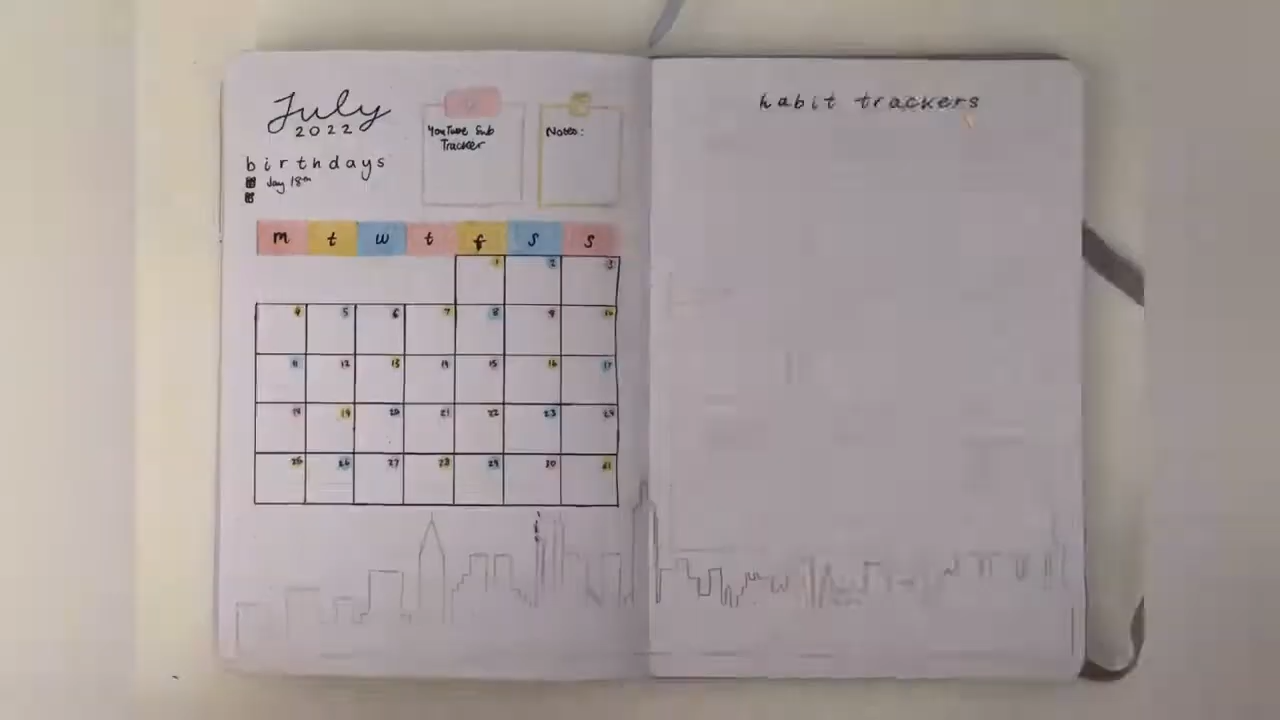 July
2022
birthdays
Jay 18th
YouTube Sub
Tracker
Notes:
habit trackers
m t w t f s s
1 2 3
4 5 6 7 8 9 10
11 12 13 14 15 16 17
18 19 20 21 22 23 24
25 26 27 28 29 30 31